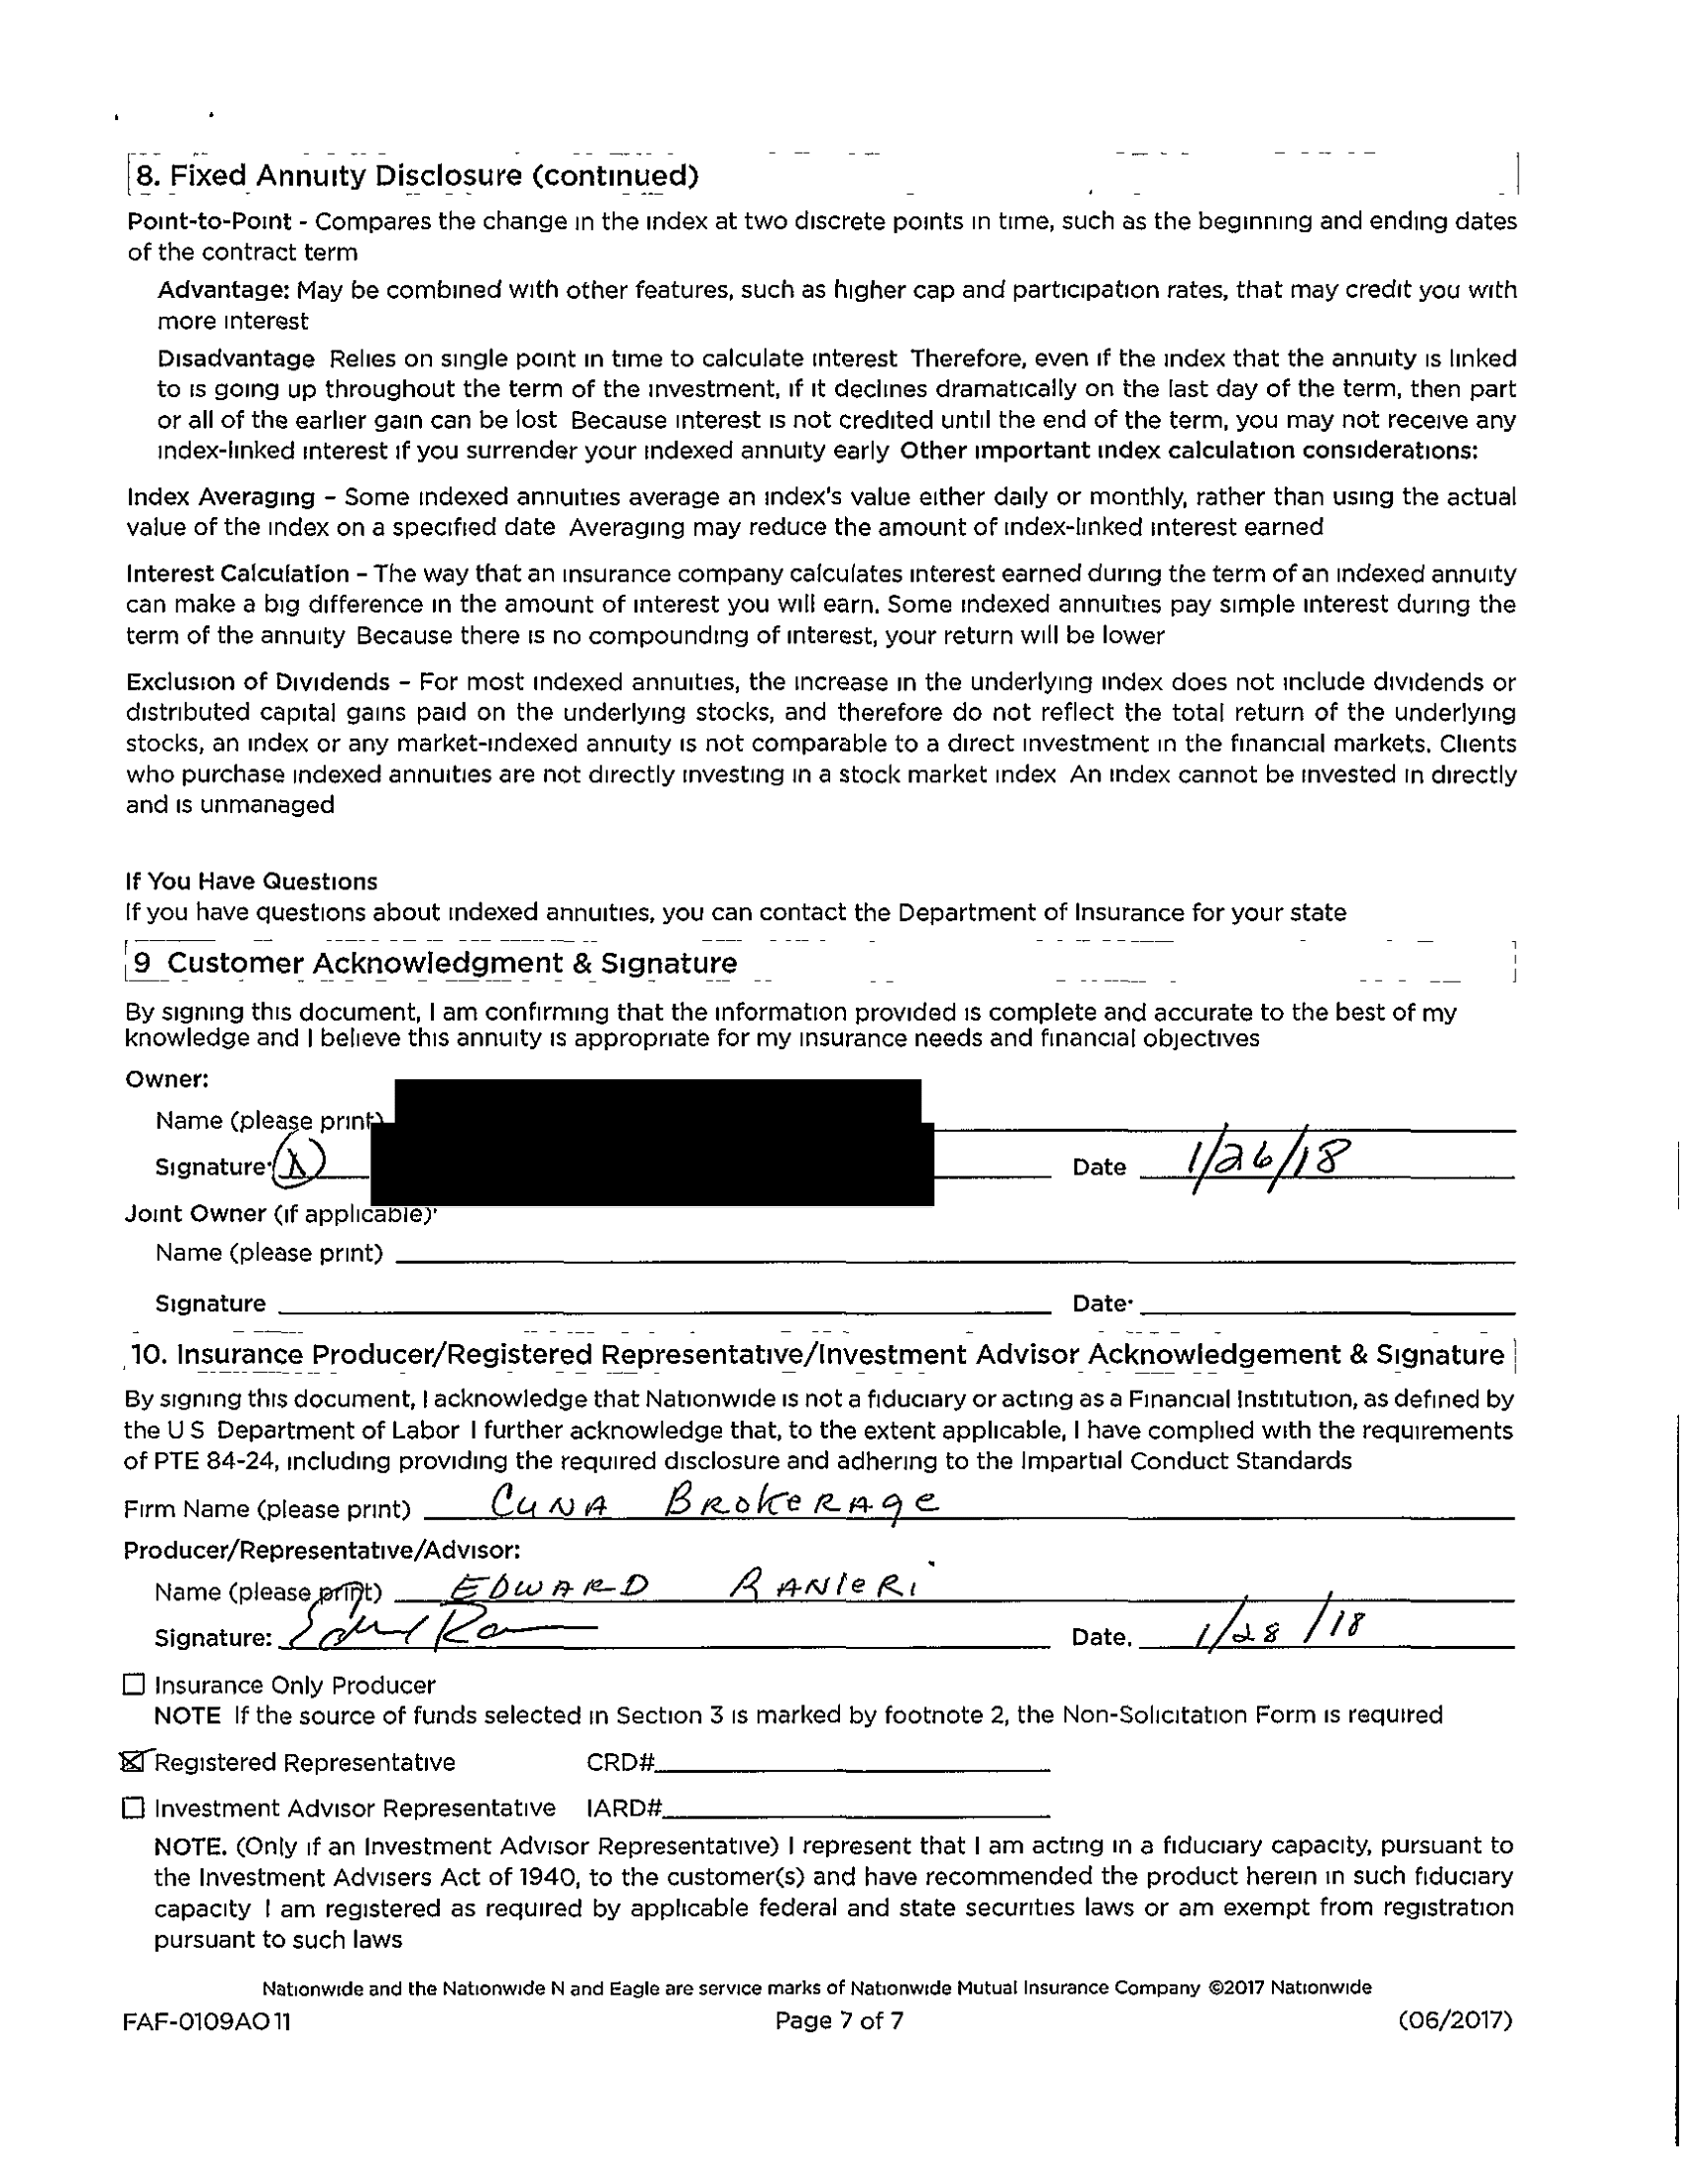 8. Fixed Annuity Disclosure (continued)
Point-to-Point - Compares the change in the index at two discrete points in time, such as the beginning and ending dates
of the contract term
Advantage: May be combined with other features, such as higher cap and participation rates, that may credit you with
more interest
Disadvantage Relies on single point in time to calculate interest Therefore, even if the index that the annuity is linked
to is going up throughout the term of the investment, if it declines dramatically on the last day of the term, then part
or all of the earlier gain can be lost Because interest is not credited until the end of the term, you may not receive any
index-linked interest if you surrender your indexed annuity early Other important index calculation considerations:
Index Averaging – Some indexed annuities average an index's value either daily or monthly, rather than using the actual
value of the index on a specified date Averaging may reduce the amount of index-linked interest earned
Interest Calculation – The way that an insurance company calculates interest earned during the term of an indexed annuity
can make a big difference in the amount of interest you will earn. Some indexed annuities pay simple interest during the
term of the annuity Because there is no compounding of interest, your return will be lower
Exclusion of Dividends – For most indexed annuities, the increase in the underlying index does not include dividends or
distributed capital gains paid on the underlying stocks, and therefore do not reflect the total return of the underlying
stocks, an index or any market-indexed annuity is not comparable to a direct investment in the financial markets. Clients
who purchase indexed annuities are not directly investing in a stock market index An index cannot be invested in directly
and is unmanaged
If You Have Questions
If you have questions about indexed annuities, you can contact the Department of Insurance for your state
9 Customer Acknowledgment & Signature
By signing this document, I am confirming that the information provided is complete and accurate to the best of my
knowledge and I believe this annuity is appropriate for my insurance needs and financial objectives
Owner:
Name (please print)
Signature: Date 1/26/18
Joint Owner (if applicable)
Name (please print)
Signature Date
10. Insurance Producer/Registered Representative/Investment Advisor Acknowledgement & Signature
By signing this document, I acknowledge that Nationwide is not a fiduciary or acting as a Financial Institution, as defined by
the U S Department of Labor I further acknowledge that, to the extent applicable, I have complied with the requirements
of PTE 84-24, including providing the required disclosure and adhering to the Impartial Conduct Standards
Firm Name (please print) CUNA BROKERAGE
Producer/Representative/Advisor:
Name (please print) EDWARD RANIERI
Signature: Date. 1/28/18
Insurance Only Producer
NOTE If the source of funds selected in Section 3 is marked by footnote 2, the Non-Solicitation Form is required
Registered Representative CRD#
Investment Advisor Representative IARD#
NOTE. (Only if an Investment Advisor Representative) I represent that I am acting in a fiduciary capacity, pursuant to
the Investment Advisers Act of 1940, to the customer(s) and have recommended the product herein in such fiduciary
capacity I am registered as required by applicable federal and state securities laws or am exempt from registration
pursuant to such laws
Nationwide and the Nationwide N and Eagle are service marks of Nationwide Mutual Insurance Company ©2017 Nationwide
FAF-0109AO 11 Page 7 of 7 (06/2017)